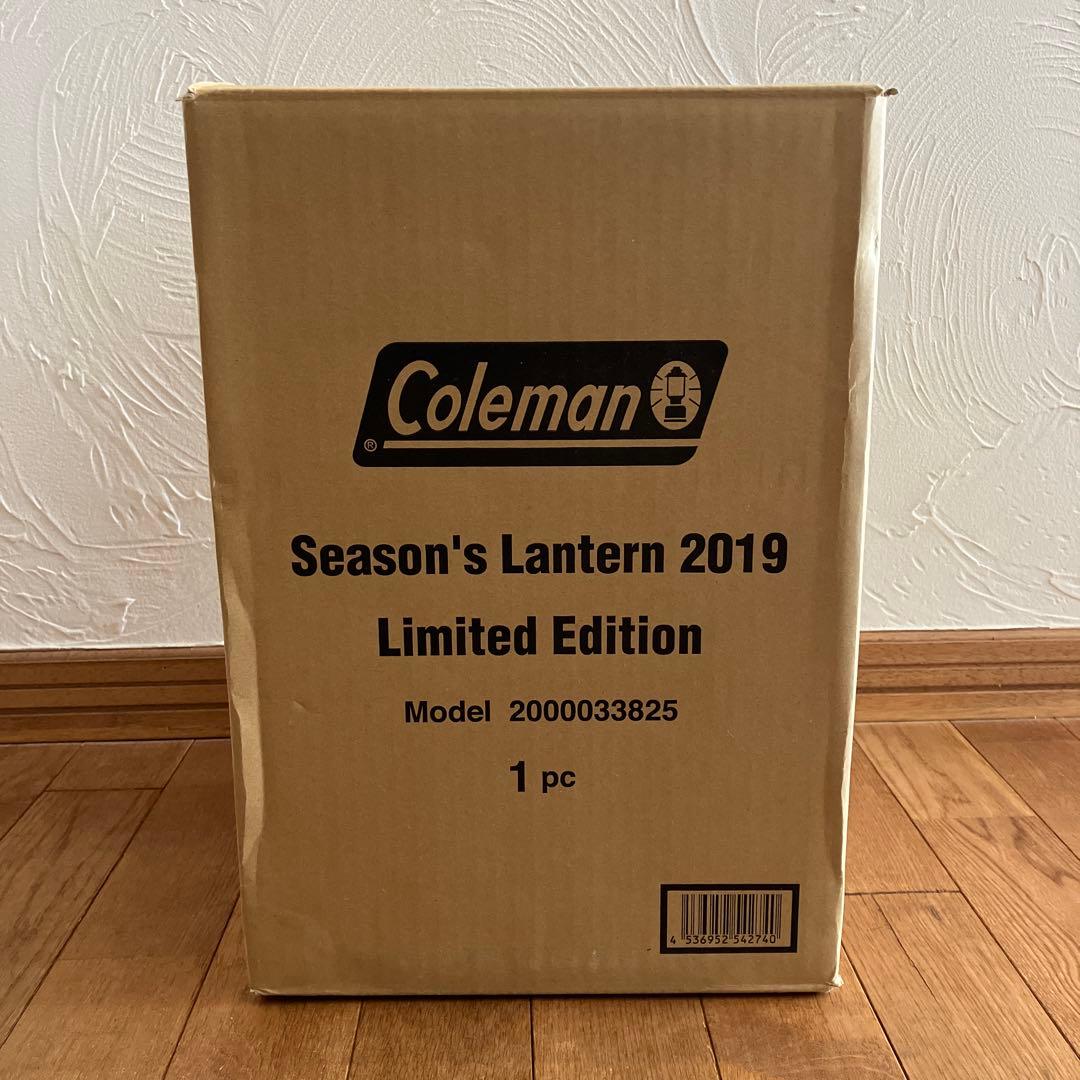 Coleman
®
Season's Lantern 2019
Limited Edition
Model 2000033825
1 pc
4 536952 542740